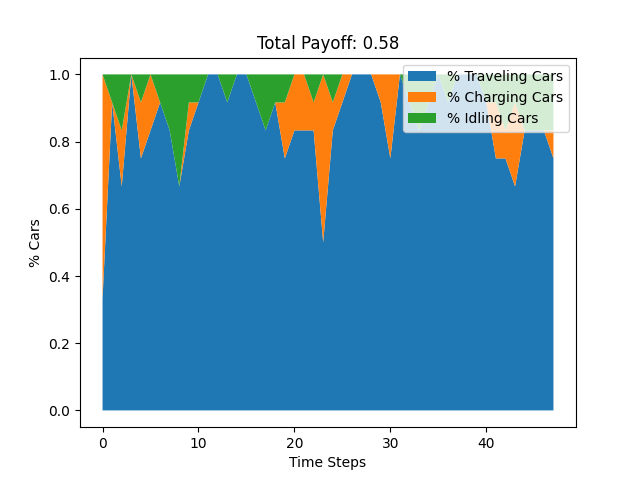 Total Payoff: 0.58
% Traveling Cars
% Charging Cars
% Idling Cars
1.0
0.8
0.6
0.4
0.2
0.0
% Cars
0 10 20 30 40
Time Steps